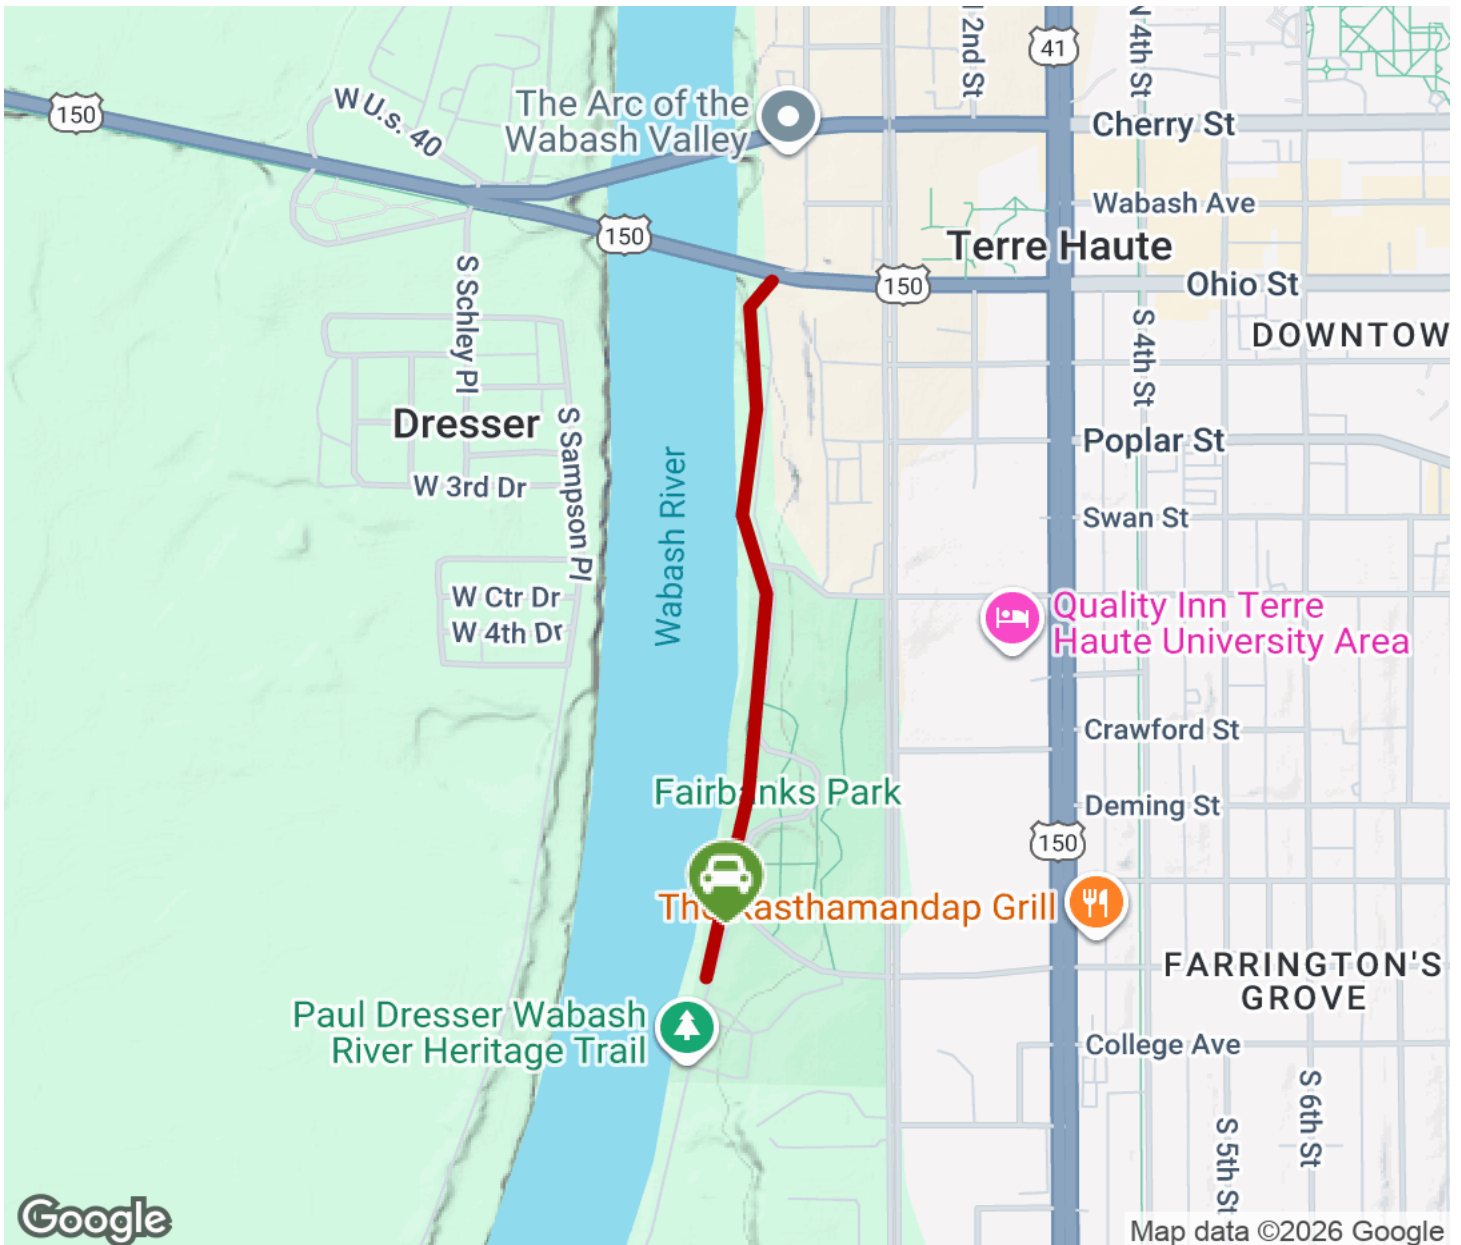 N 2nd St
41
N 4th St
150
W U.s. 40
The Arc of the
Wabash Valley
Cherry St
Wabash Ave
150
Terre Haute
150
Ohio St
S Schley Pl
S 4th St
DOWNTOW
Dresser
S Sampson Pl
Poplar St
Wabash River
W 3rd Dr
Swan St
W Ctr Dr
W 4th Dr
Quality Inn Terre
Haute University Area
Crawford St
Fairbanks Park
Deming St
150
The Kasthamandap Grill
FARRINGTON'S
GROVE
Paul Dresser Wabash
River Heritage Trail
College Ave
S 6th St
S 5th St
Google
Map data ©2026 Google